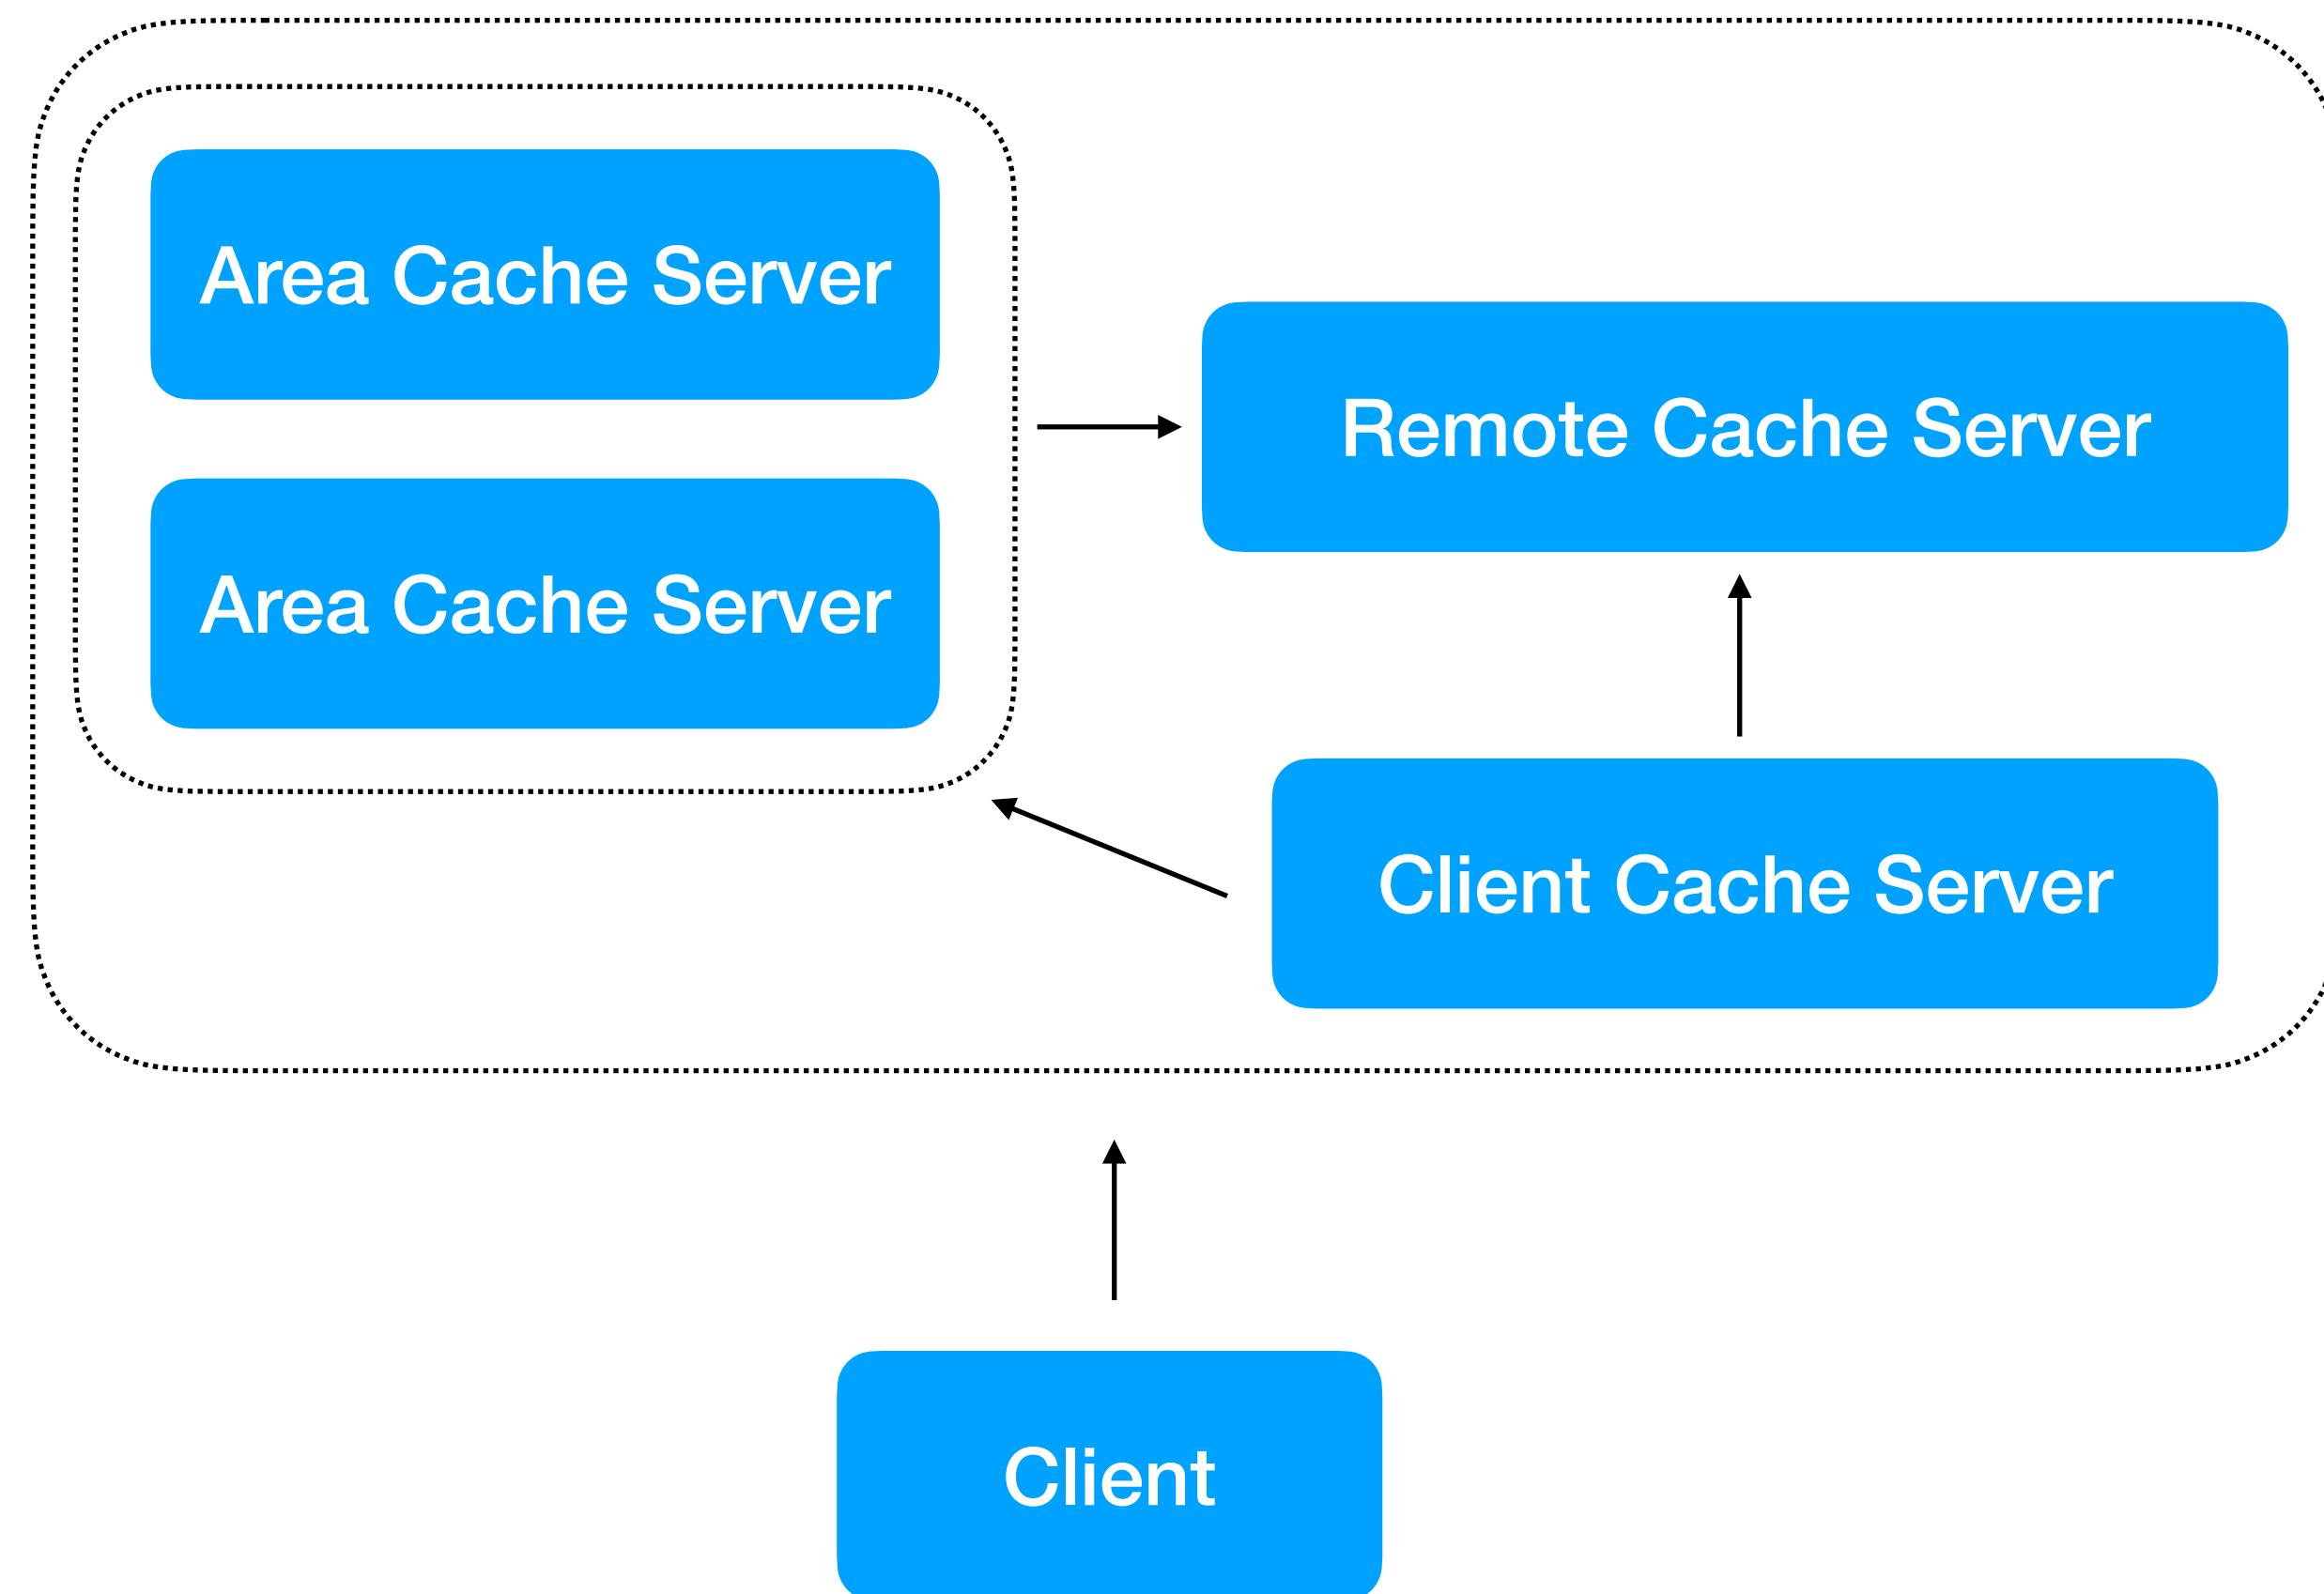 Area Cache Server
Remote Cache Server
Area Cache Server
Client Cache Server
Client